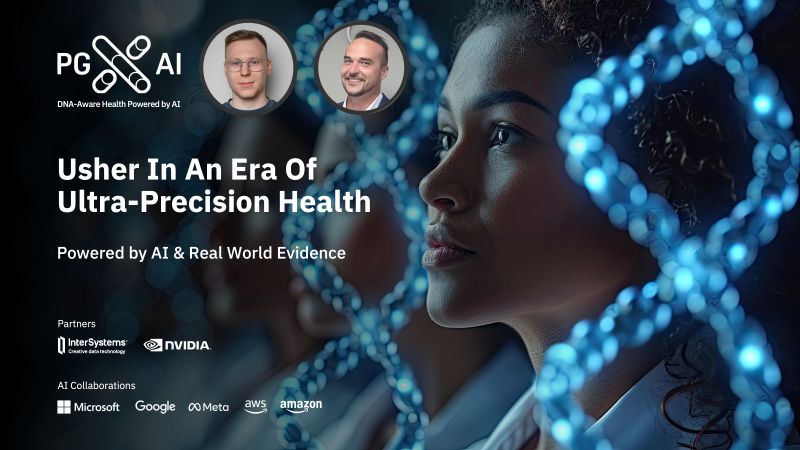 PG AI
DNA-Aware Health Powered by AI
Usher In An Era Of
Ultra-Precision Health
Powered by AI & Real World Evidence
Partners
InterSystems®
Creative data technology
NVIDIA.
AI Collaborations
Microsoft Google Meta aws amazon